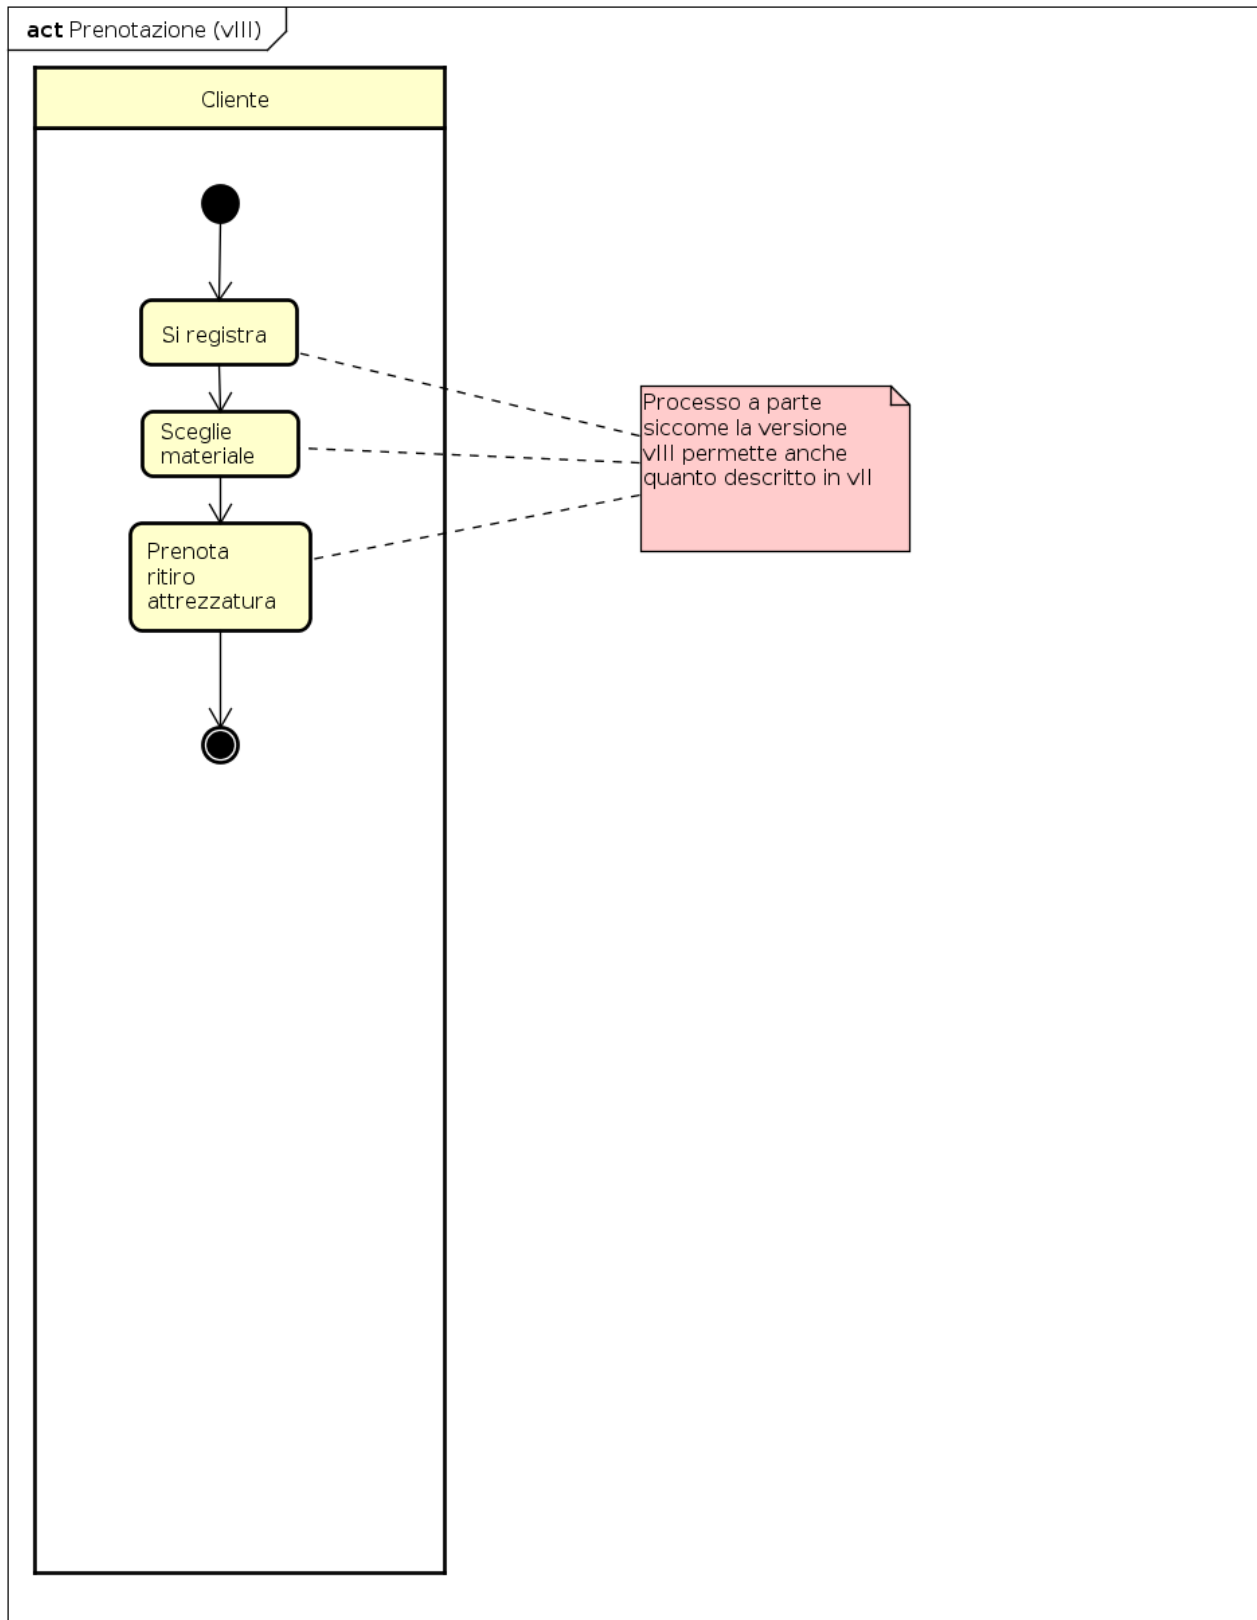 act Prenotazione (vIII)
Cliente
Si registra
Sceglie
materiale
Prenota
ritiro
attrezzatura
Processo a parte
siccome la versione
vIII permette anche
quanto descritto in vII